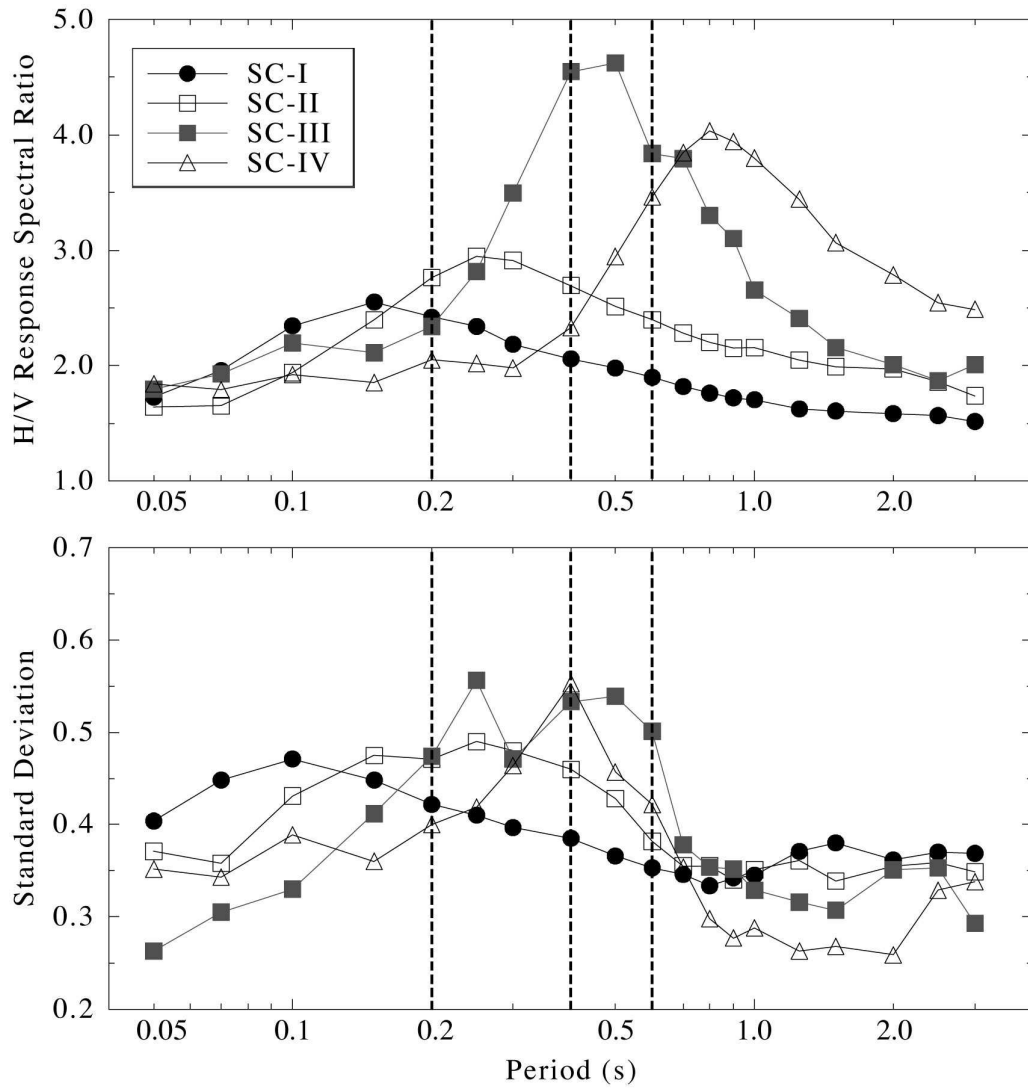 H/V Response Spectral Ratio
5.0
4.0
3.0
2.0
1.0
SC-I
SC-II
SC-III
SC-IV
0.05 0.1 0.2 0.5 1.0 2.0
Standard Deviation
0.7
0.6
0.5
0.4
0.3
0.2
0.05 0.1 0.2 0.5 1.0 2.0
Period (s)